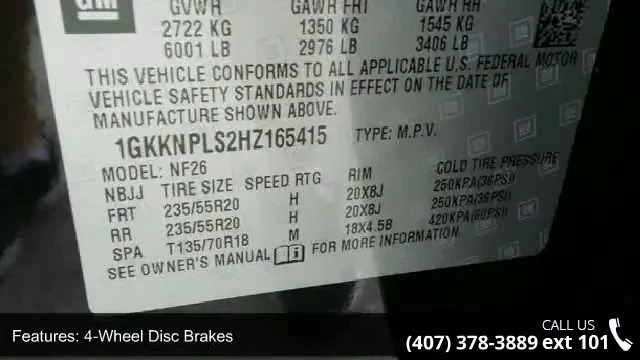 GM
GVWR GAWR FRT GAWR RR
2722 KG 1350 KG 1545 KG
6001 LB 2976 LB 3406 LB
THIS VEHICLE CONFORMS TO ALL APPLICABLE U.S. FEDERAL MOTOR
VEHICLE SAFETY STANDARDS IN EFFECT ON THE DATE OF
MANUFACTURE SHOWN ABOVE.
1GKKNPLS2HZ165415 TYPE: M.P.V.
MODEL: NF26
NBJJ TIRE SIZE SPEED RTG RIM COLD TIRE PRESSURE
FRT 235/55R20 H 20X8J 250KPA(36PSI)
RR 235/55R20 H 20X8J 250KPA(36PSI)
SPA T135/70R18 M 18X4.5B 420KPA(60PSI)
SEE OWNER'S MANUAL FOR MORE INFORMATION.
Features: 4-Wheel Disc Brakes
CALL US
(407) 378-3889 ext 101